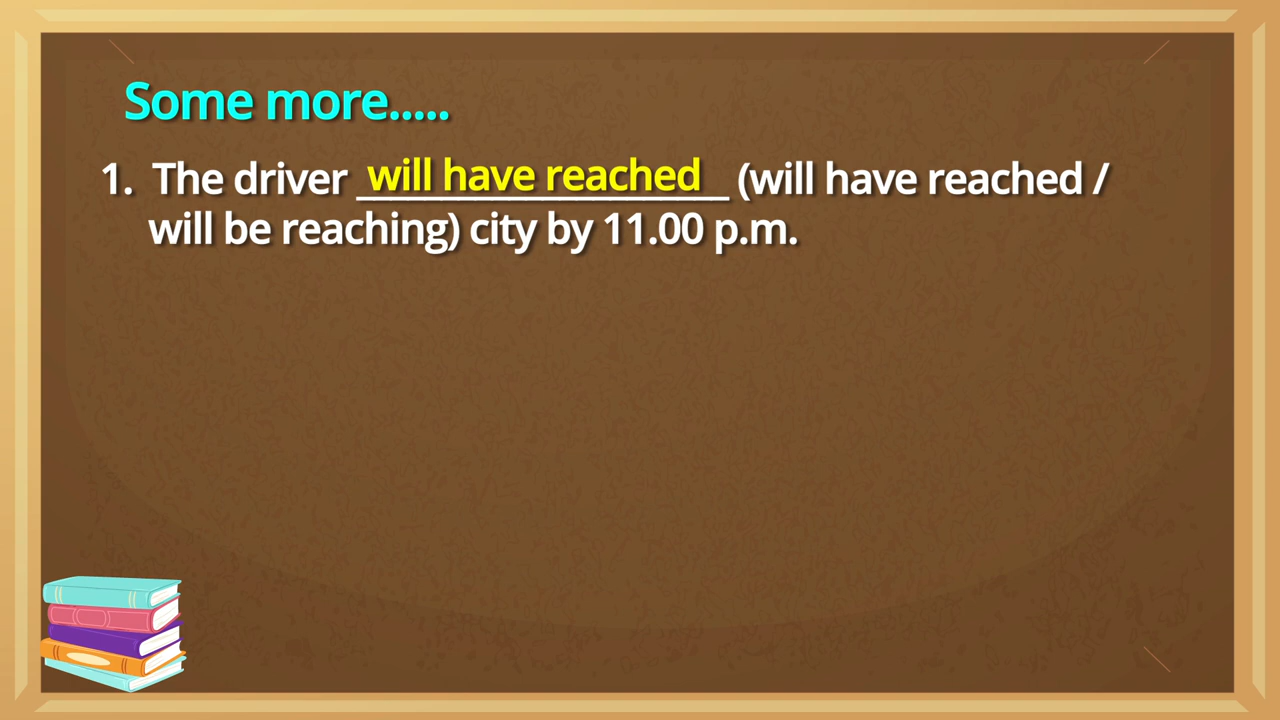 Some more.....
1. The driver will have reached (will have reached /
will be reaching) city by 11.00 p.m.